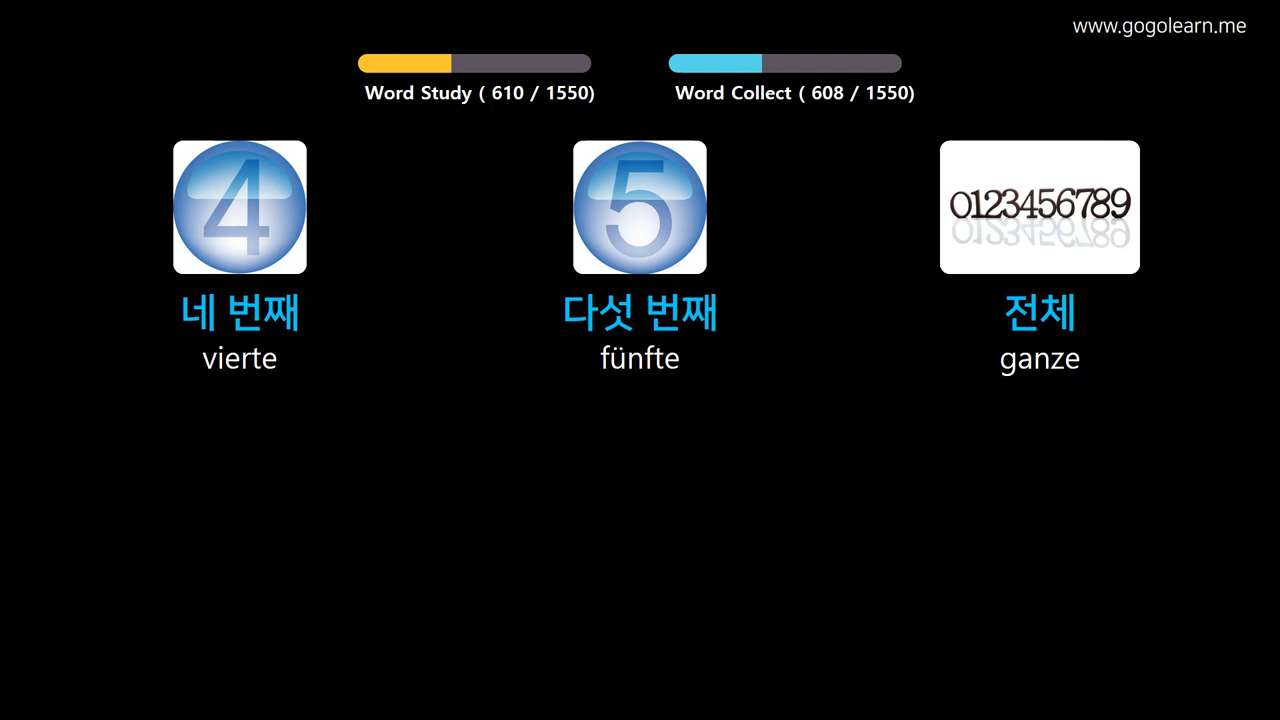 www.gogolearn.me
Word Study ( 610 / 1550)
Word Collect ( 608 / 1550)
4
5
0123456789
네 번째
다섯 번째
전체
vierte
fünfte
ganze